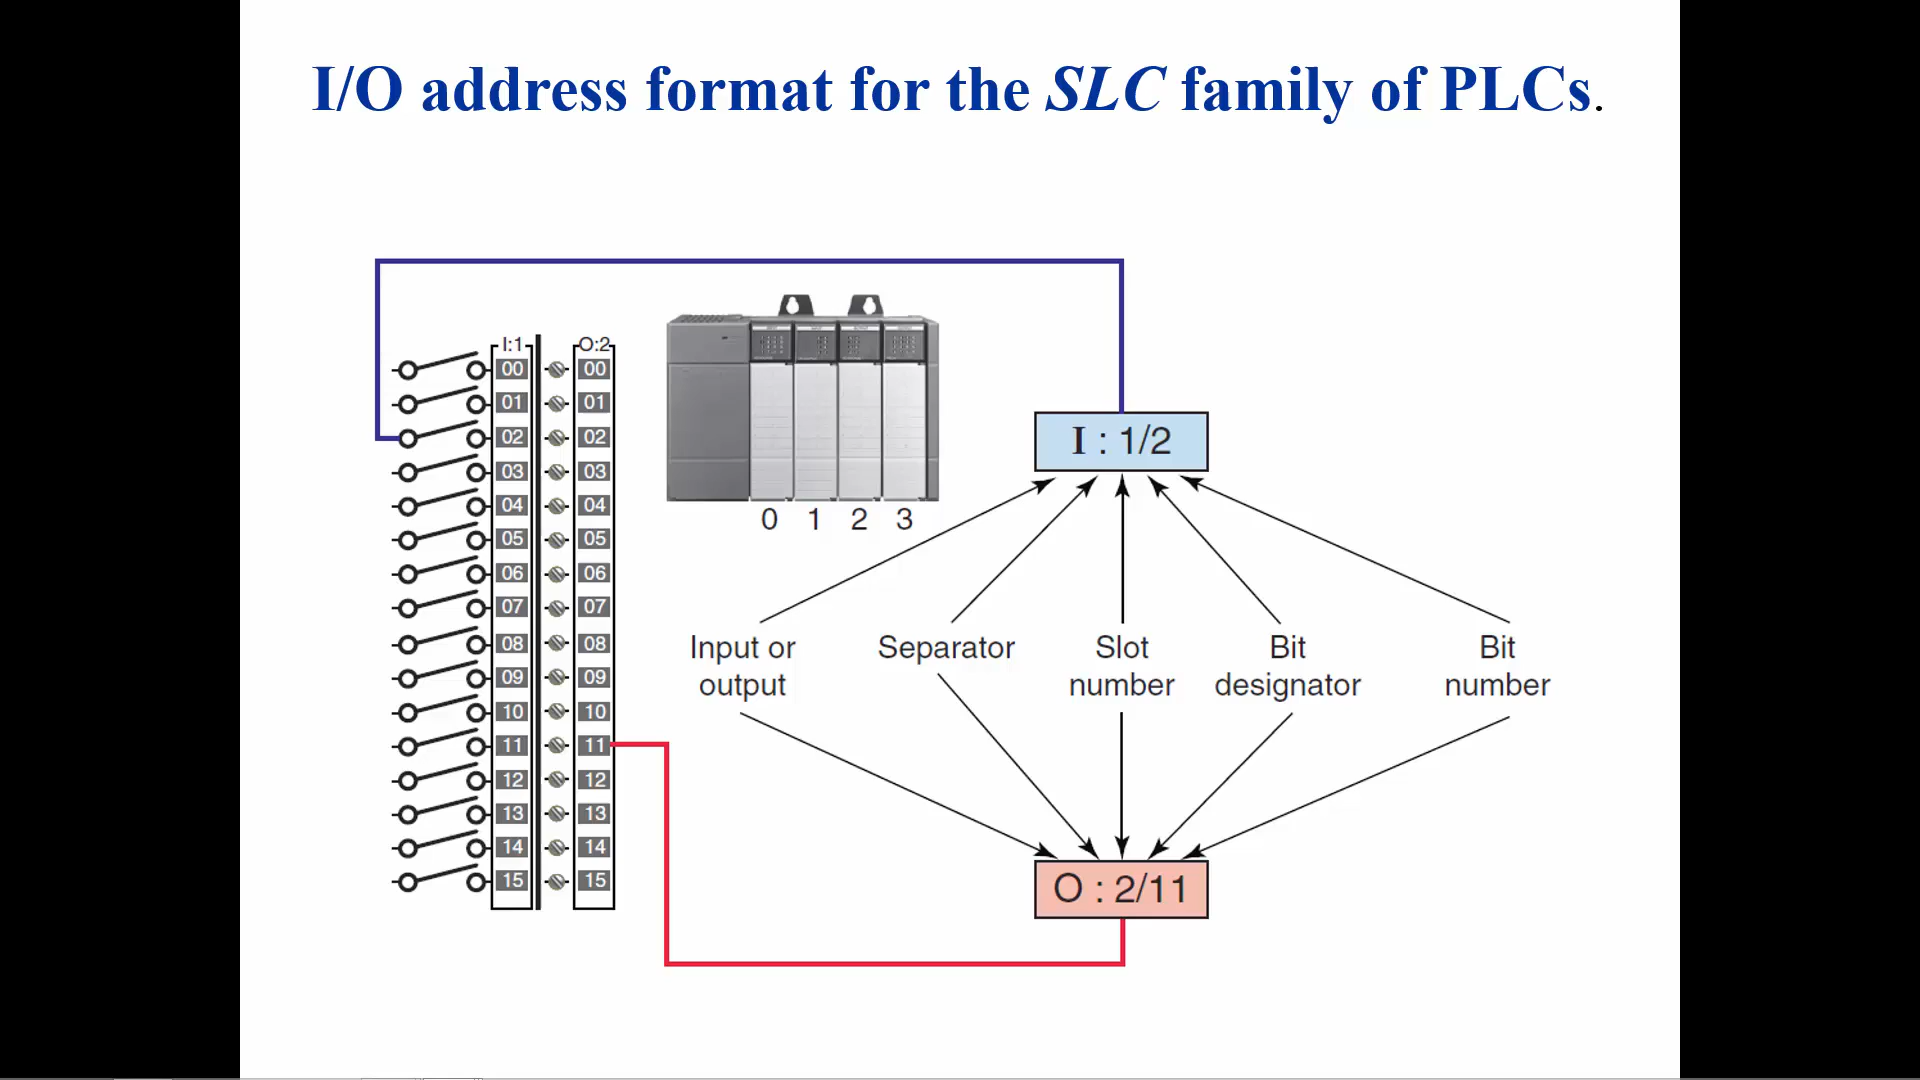 I/O address format for the SLC family of PLCs.
I:1 O:2
00 00
01 01
02 02
03 03
04 04
05 05
06 06
07 07
08 08
09 09
10 10
11 11
12 12
13 13
14 14
15 15
0 1 2 3
I : 1/2
Input or
output
Separator
Slot
number
Bit
designator
Bit
number
O : 2/11